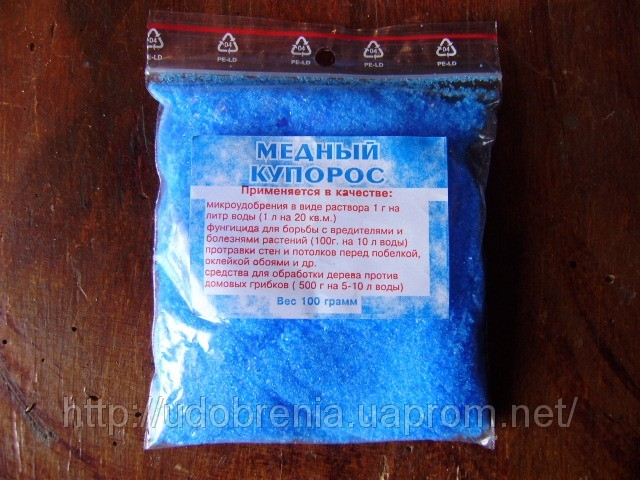 04 04 04 04 04
PE-LD PE-LD PE-LD PE-LD PE-LD
МЕДНЫЙ
КУПОРОС
Применяется в качестве:
микроудобрения в виде раствора 1 г на
литр воды (1 л на 20 кв.м.)
фунгицида для борьбы с вредителями и
болезнями растений (100г. на 10 л воды)
протравки стен и потолков перед побелкой,
оклейкой обоями и др.
средства для обработки дерева против
домовых грибков ( 500 г на 5-10 л воды)
Вес 100 грамм
http://udobrenia.uaprom.net/